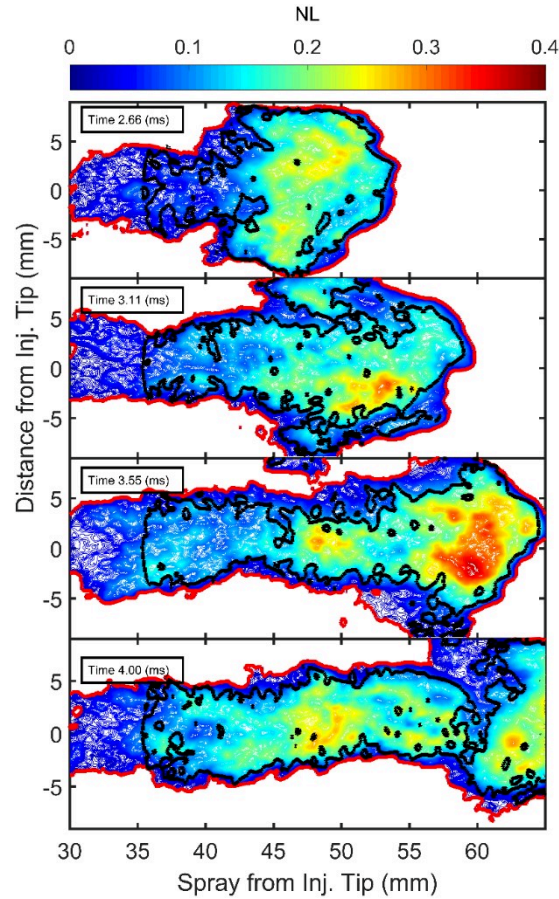 NL
0 0.1 0.2 0.3 0.4
Time 2.66 (ms)
5
0
-5
Time 3.11 (ms)
5
0
-5
Time 3.55 (ms)
5
0
-5
Time 4.00 (ms)
5
0
-5
Distance from Inj. Tip (mm)
30 35 40 45 50 55 60
Spray from Inj. Tip (mm)